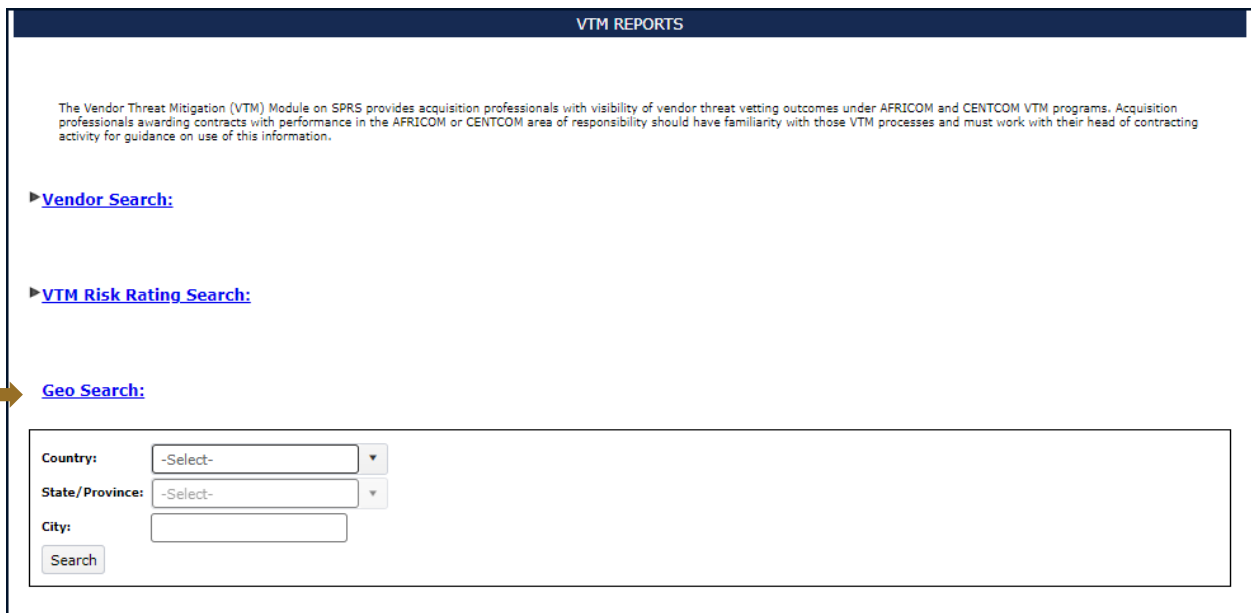 VTM REPORTS
The Vendor Threat Mitigation (VTM) Module on SPRS provides acquisition professionals with visibility of vendor threat vetting outcomes under AFRICOM and CENTCOM VTM programs. Acquisition
professionals awarding contracts with performance in the AFRICOM or CENTCOM area of responsibility should have familiarity with those VTM processes and must work with their head of contracting
activity for guidance on use of this information.
Vendor Search:
VTM Risk Rating Search:
Geo Search:
Country: -Select-
State/Province: -Select-
City:
Search